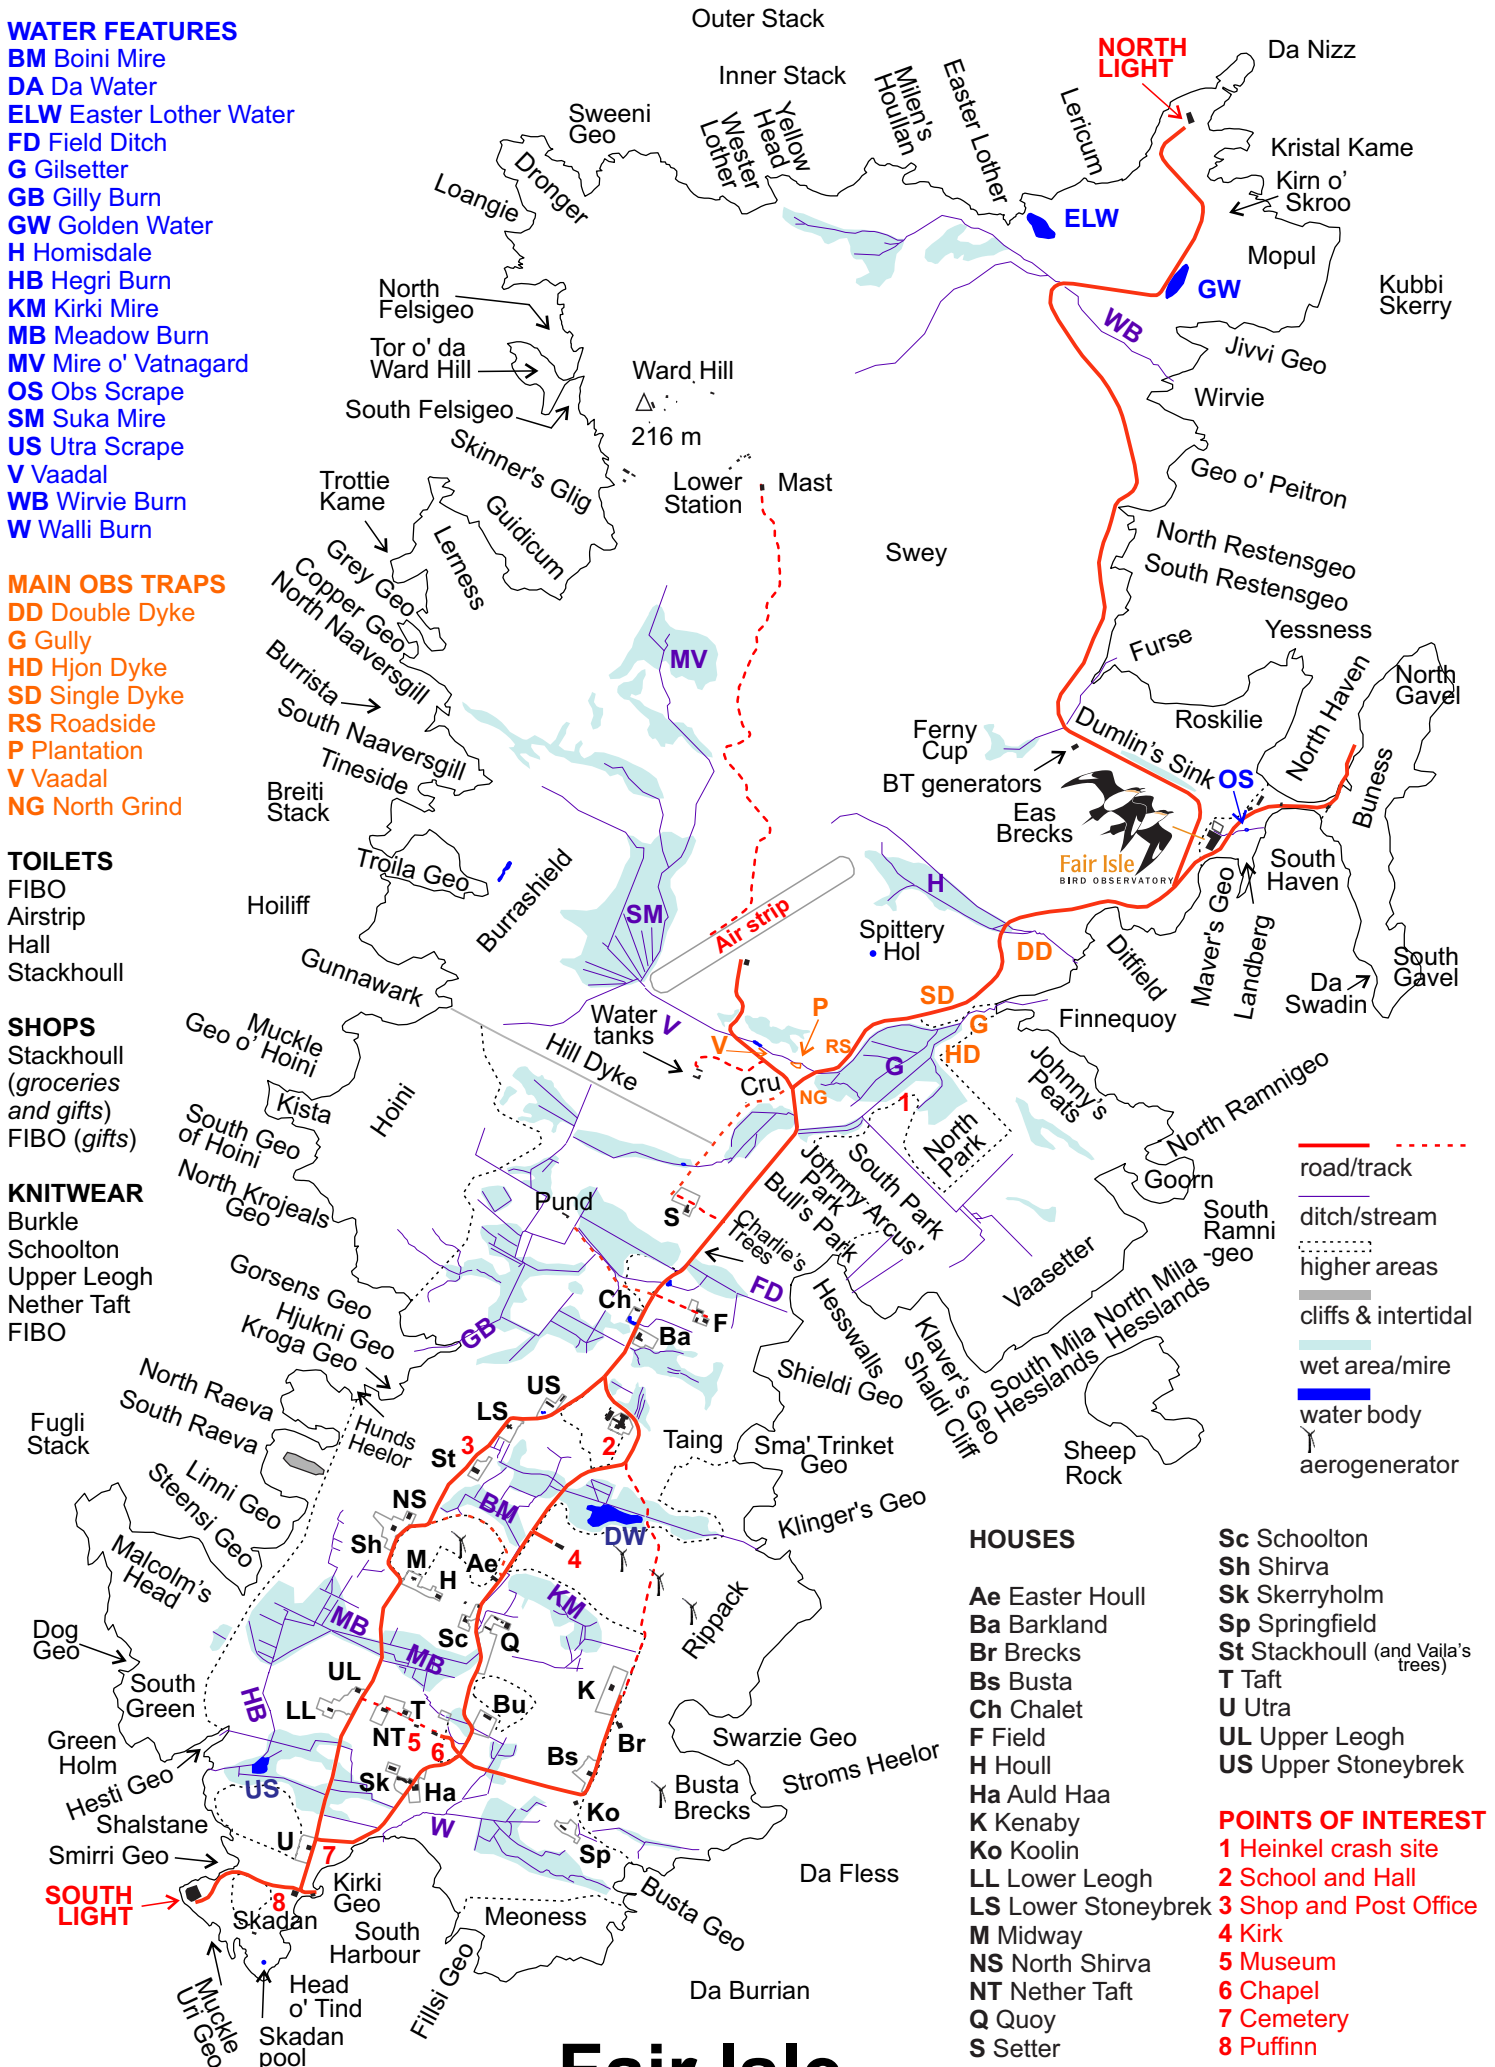 WATER FEATURES
BM Boini Mire
DA Da Water
ELW Easter Lother Water
FD Field Ditch
G Gilsetter
GB Gilly Burn
GW Golden Water
H Homisdale
HB Hegri Burn
KM Kirki Mire
MB Meadow Burn
MV Mire o' Vatnagard
OS Obs Scrape
SM Suka Mire
US Utra Scrape
V Vaadal
WB Wirvie Burn
W Walli Burn
MAIN OBS TRAPS
DD Double Dyke
G Gully
HD Hjon Dyke
SD Single Dyke
RS Roadside
P Plantation
V Vaadal
NG North Grind
TOILETS
FIBO
Airstrip
Hall
Stackhoull
SHOPS
Stackhoull
(groceries
and gifts)
FIBO (gifts)
KNITWEAR
Burkle
Schoolton
Upper Leogh
Nether Taft
FIBO
Outer Stack
Inner Stack
Sweeni
Geo
Dronger
Loangie
Wester
Lother
Yellow
Head
Milen's
Houllan
Easter Lother
Lericum
NORTH
LIGHT
Da Nizz
Kristal Kame
Kirn o'
Skroo
Mopul
Kubbi
Skerry
ELW
GW
WB
Jivvi Geo
Wirvie
Geo o' Peitron
North Restensgeo
South Restensgeo
Furse
Yessness
Roskilie
North Haven
North
Gavel
Buness
North
Felsigeo
Tor o' da
Ward Hill
South Felsigeo
Ward Hill
216 m
Skinner's Glig
Lower
Station
Mast
Guidicum
Trottie
Kame
Lerness
Grey Geo
Copper Geo
North Naaversgill
Burrista
South Naaversgill
Tineside
Breiti
Stack
Troila Geo
Hoiliff
Burrashield
Gunnawark
Swey
MV
SM
Air strip
Ferny
Cup
BT generators
Dumlin's Sink
OS
Eas
Brecks
Fair Isle
BIRD OBSERVATORY
South
Haven
H
Spittery
Hol
DD
SD
Ditfield
Maver's Geo
Landberg
Da
Swadin
South
Gavel
Finnequoy
Water
tanks
V
V
P
RS
G
HD
G
NG
1
Cru
Hill Dyke
Muckle
Geo o' Hoini
Kista
Hoini
South Geo
of Hoini
North Krojeals
Geo
Johnny's
Peats
North
Park
North Ramnigeo
Goorn
South
Ramni
-geo
South Park
Johnny Arcus'
Park
Bull's Park
Charlie's
Trees
Pund
S
Vaasetter
FD
Hesswalls
Ch
F
Ba
GB
Gorsens Geo
Hjukni Geo
Kroga Geo
North Raeva
South Raeva
Hunds
Heelor
Fugli
Stack
Linni Geo
Steensi Geo
Malcolm's
Head
Shieldi Geo
Klaver's Geo
Shaldi Cliff
South Mila
Hesslands
North Mila
Hesslands
Sheep
Rock
Sma' Trinket
Geo
Taing
Klinger's Geo
US
LS
3
St
2
BM
DW
NS
Sh
M
H
Ae
4
KM
Rippack
MB
MB
Sc
Q
K
UL
LL
T
NT
5
6
Bu
Br
Bs
Dog
Geo
South
Green
HB
Green
Holm
Hesti Geo
US
Shalstane
Smirri Geo
Sk
Ha
W
Ko
Sp
Busta
Brecks
Swarzie Geo
Stroms Heelor
U
7
SOUTH
LIGHT
8
Skadan
Kirki
Geo
South
Harbour
Meoness
Busta Geo
Da Fless
Muckle
Uri Geo
Head
o' Tind
Skadan
pool
Fillsi Geo
Da Burrian
Fair Isle
road/track
ditch/stream
higher areas
cliffs & intertidal
wet area/mire
water body
aerogenerator
HOUSES
Ae Easter Houll
Ba Barkland
Br Brecks
Bs Busta
Ch Chalet
F Field
H Houll
Ha Auld Haa
K Kenaby
Ko Koolin
LL Lower Leogh
LS Lower Stoneybrek
M Midway
NS North Shirva
NT Nether Taft
Q Quoy
S Setter
Sc Schoolton
Sh Shirva
Sk Skerryholm
Sp Springfield
St Stackhoull (and Vaila's
trees)
T Taft
U Utra
UL Upper Leogh
US Upper Stoneybrek
POINTS OF INTEREST
1 Heinkel crash site
2 School and Hall
3 Shop and Post Office
4 Kirk
5 Museum
6 Chapel
7 Cemetery
8 Puffinn